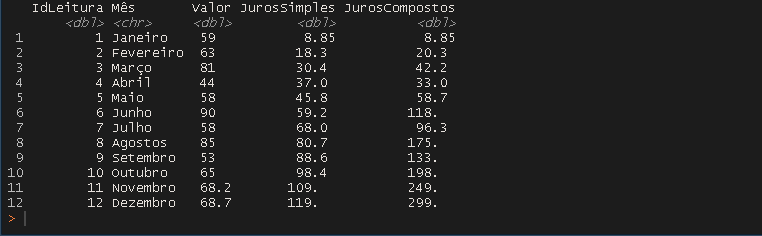 IdLeitura Mês Valor JurosSimples JurosCompostos
<dbl> <chr> <dbl> <dbl> <dbl>
1 1 Janeiro 59 8.85 8.85
2 2 Fevereiro 63 18.3 20.3
3 3 Março 81 30.4 42.2
4 4 Abril 44 37.0 33.0
5 5 Maio 58 45.8 58.7
6 6 Junho 90 59.2 118.
7 7 Julho 58 68.0 96.3
8 8 Agostos 85 80.7 175.
9 9 Setembro 53 88.6 133.
10 10 Outubro 65 98.4 198.
11 11 Novembro 68.2 109. 249.
12 12 Dezembro 68.7 119. 299.
>